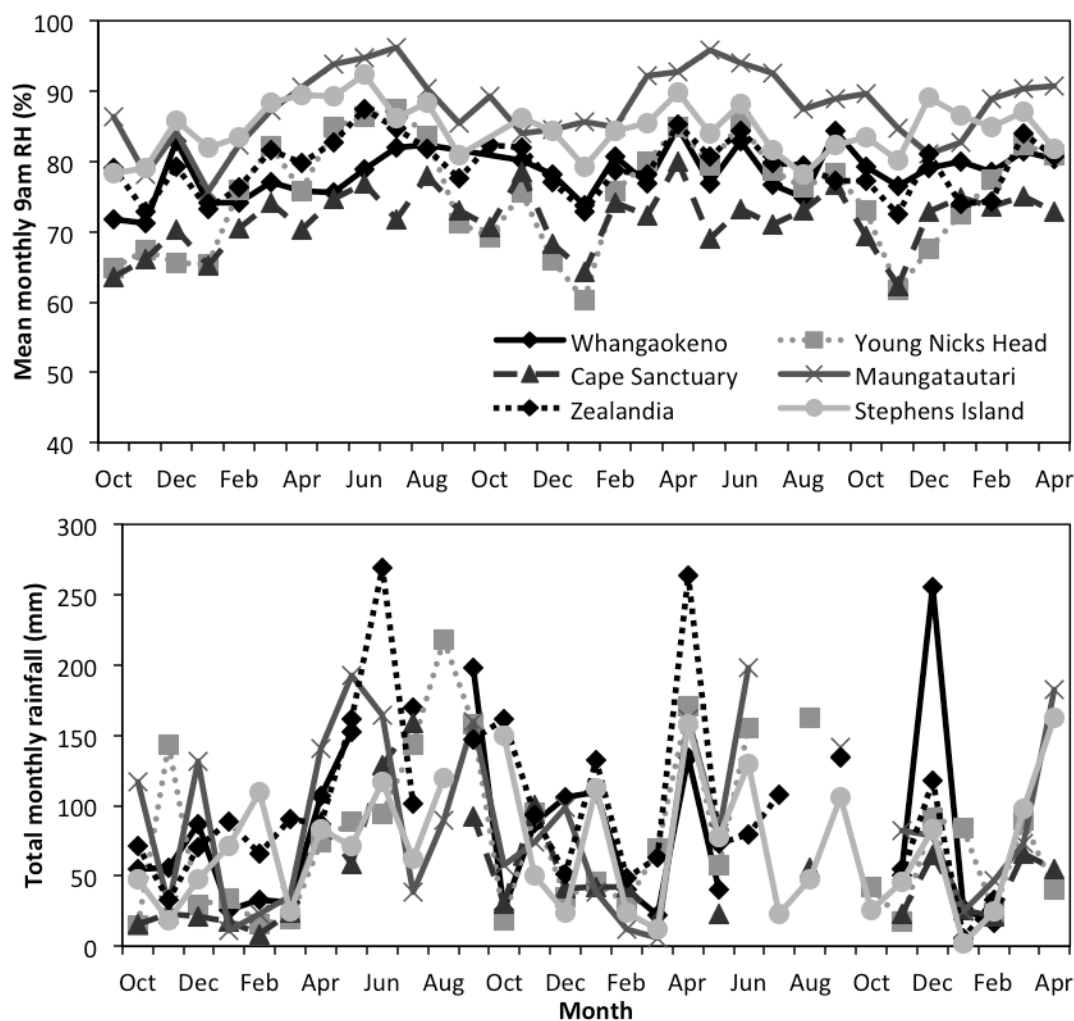 Mean monthly 9am RH (%)
100
90
80
70
60
50
40
Whangaokeno
Young Nicks Head
Cape Sanctuary
Maungatautari
Zealandia
Stephens Island
Oct Dec Feb Apr Jun Aug Oct Dec Feb Apr Jun Aug Oct Dec Feb Apr
Total monthly rainfall (mm)
300
250
200
150
100
50
0
Oct Dec Feb Apr Jun Aug Oct Dec Feb Apr Jun Aug Oct Dec Feb Apr
Month